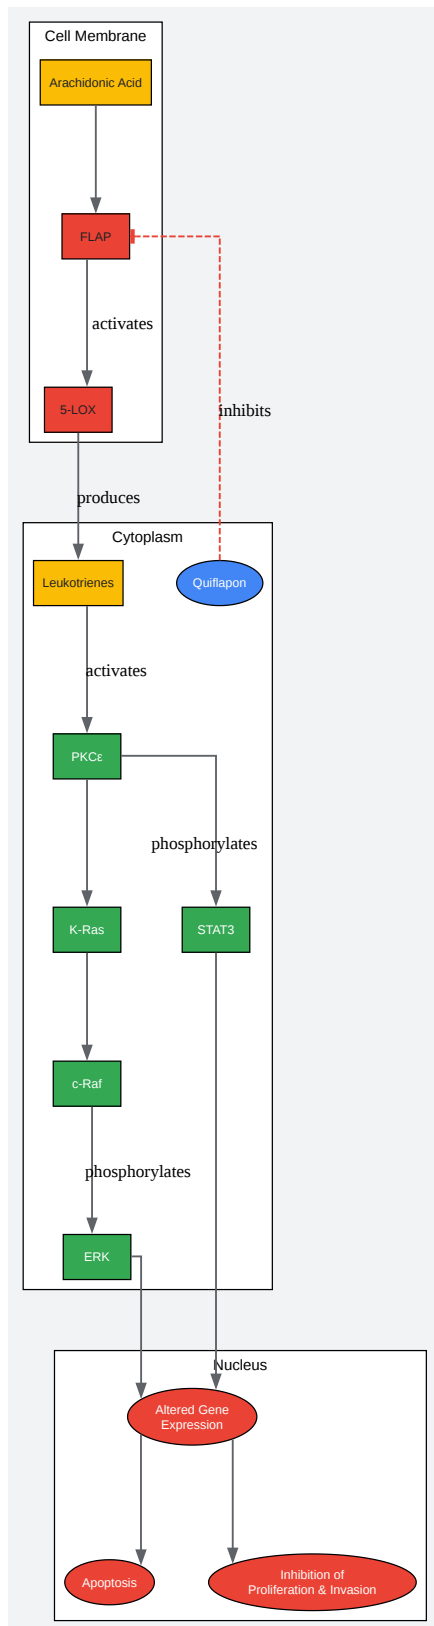 Cell Membrane
Arachidonic Acid
FLAP
activates
5-LOX
inhibits
produces
Cytoplasm
Leukotrienes
Quiflapon
activates
PKCε
phosphorylates
K-Ras
STAT3
c-Raf
phosphorylates
ERK
Nucleus
Altered Gene
Expression
Apoptosis
Inhibition of
Proliferation & Invasion